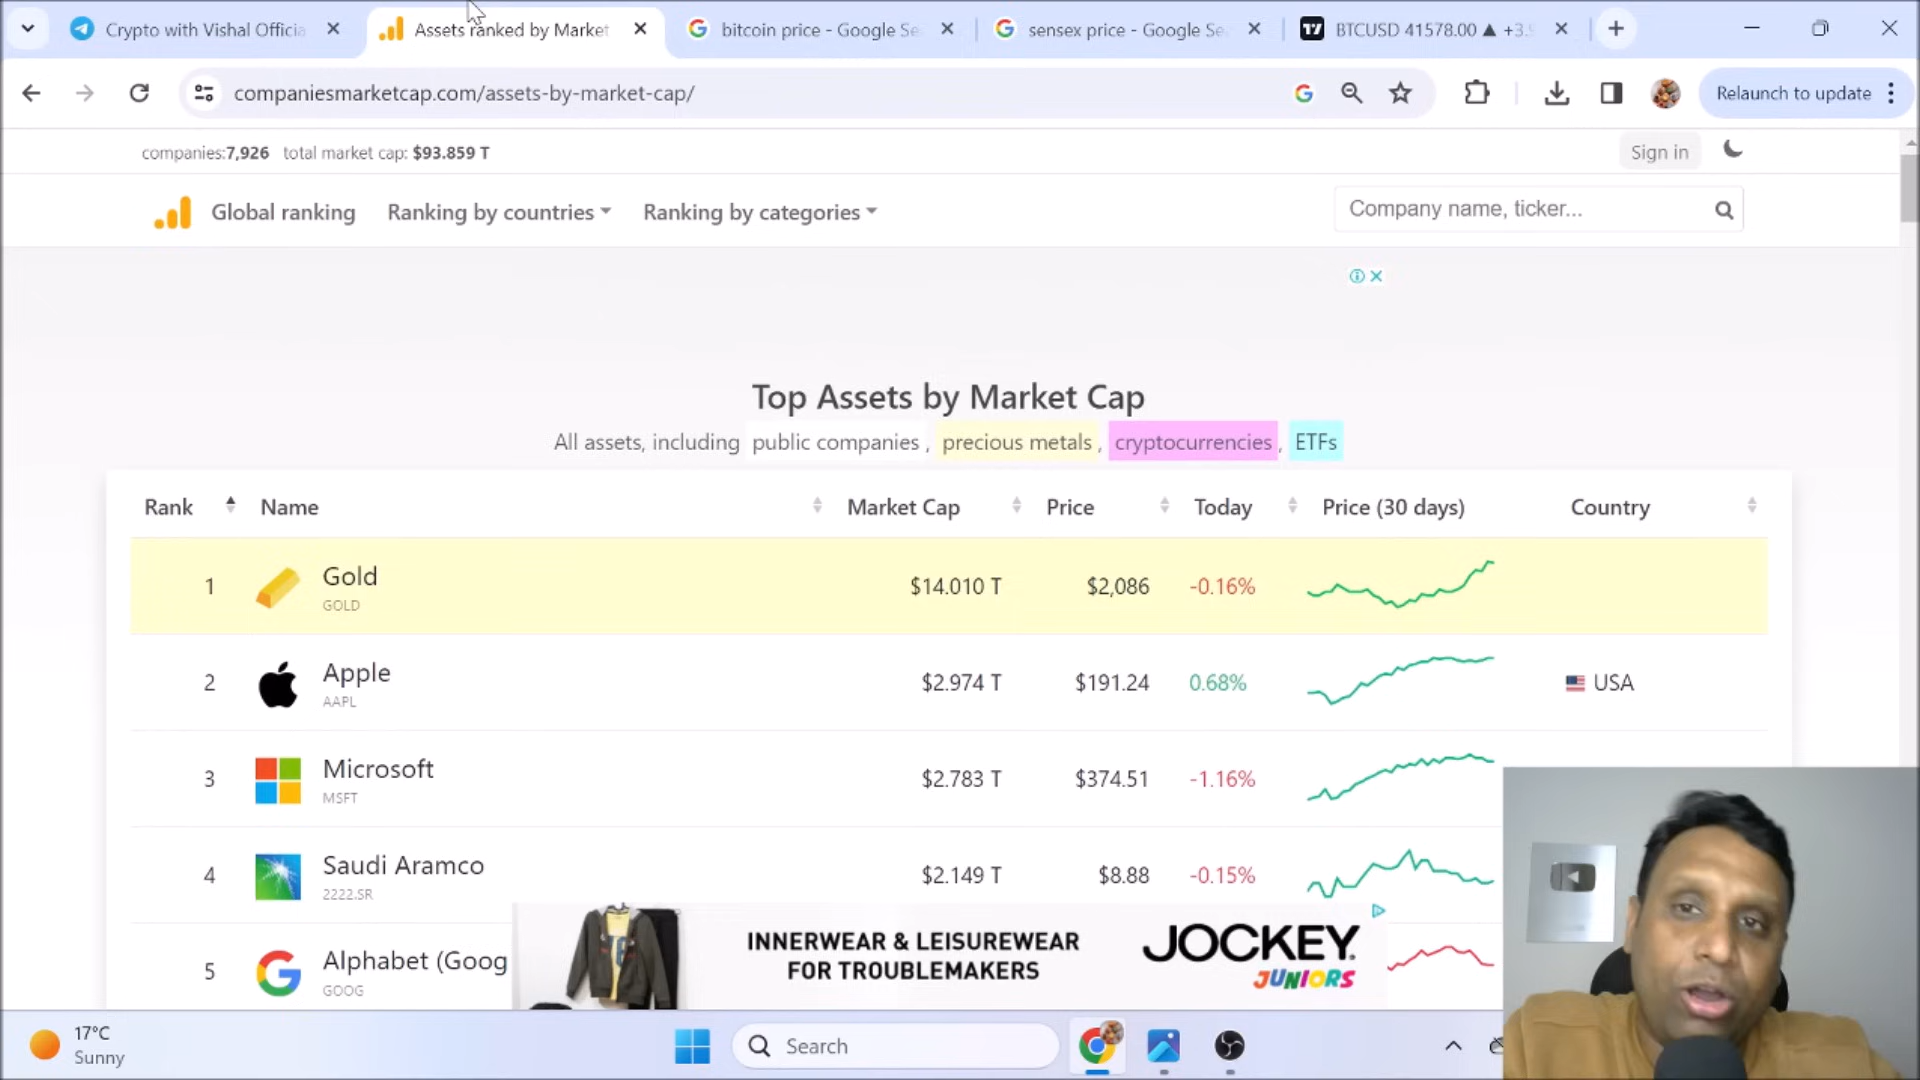 Crypto with Vishal Officia
Assets ranked by Market
bitcoin price - Google Se
sensex price - Google Se
BTCUSD 41578.00 ▲ +3.
companiesmarketcap.com/assets-by-market-cap/
Relaunch to update
companies:7,926 total market cap: $93.859 T
Sign in
Global ranking
Ranking by countries
Ranking by categories
Company name, ticker...
Top Assets by Market Cap
All assets, including public companies , precious metals , cryptocurrencies , ETFs
Rank Name Market Cap Price Today Price (30 days) Country
1 Gold $14.010 T $2,086 -0.16%
GOLD
2 Apple $2.974 T $191.24 0.68% USA
AAPL
3 Microsoft $2.783 T $374.51 -1.16%
MSFT
4 Saudi Aramco $2.149 T $8.88 -0.15%
2222.SR
5 Alphabet (Goog
GOOG
INNERWEAR & LEISUREWEAR
FOR TROUBLEMAKERS
JOCKEY
JUNIORS
17°C
Sunny
Search